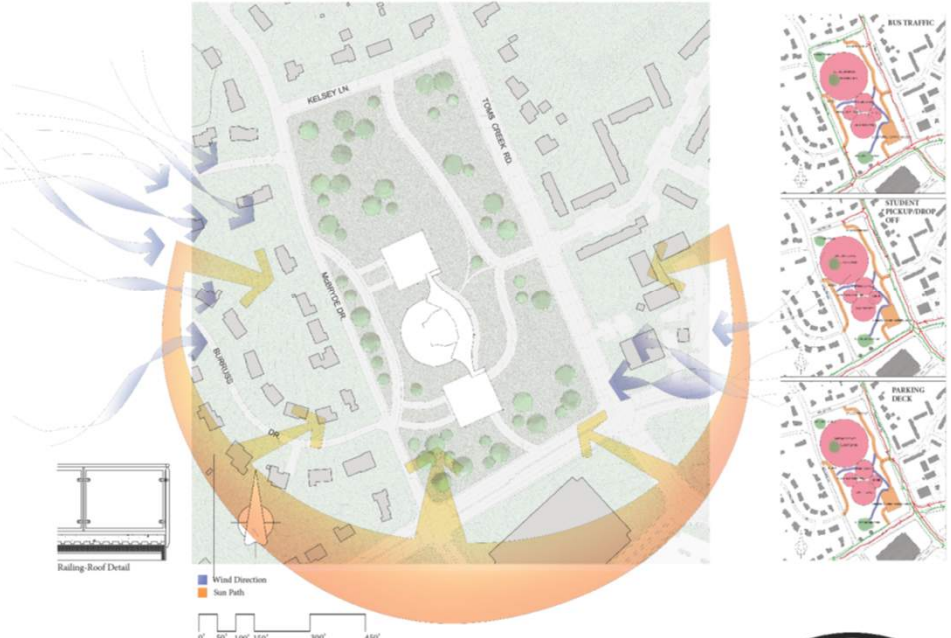 KELSEY LN.
TOMS CREEK RD.
McBRYDE DR.
BURRUSS
DR.
Railing-Roof Detail
Wind Direction
Sun Path
0' 50' 100' 150' 300' 450'
BUS TRAFFIC
STUDENT
PICKUP/DROP
OFF
PARKING
DECK